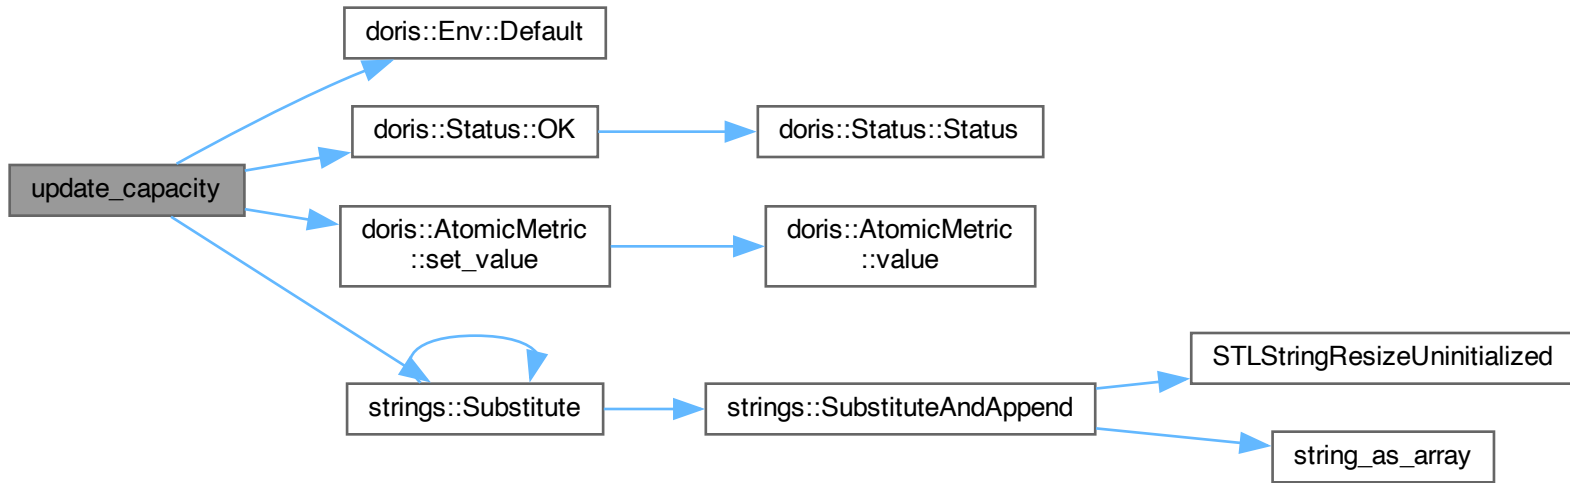 doris::Env::Default
doris::Status::OK
doris::Status::Status
update_capacity
doris::AtomicMetric
::set_value
doris::AtomicMetric
::value
strings::Substitute
strings::SubstituteAndAppend
STLStringResizeUninitialized
string_as_array